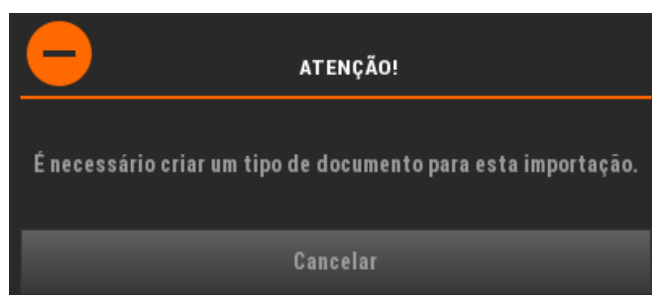 ATENÇÃO!
É necessário criar um tipo de documento para esta importação.
Cancelar